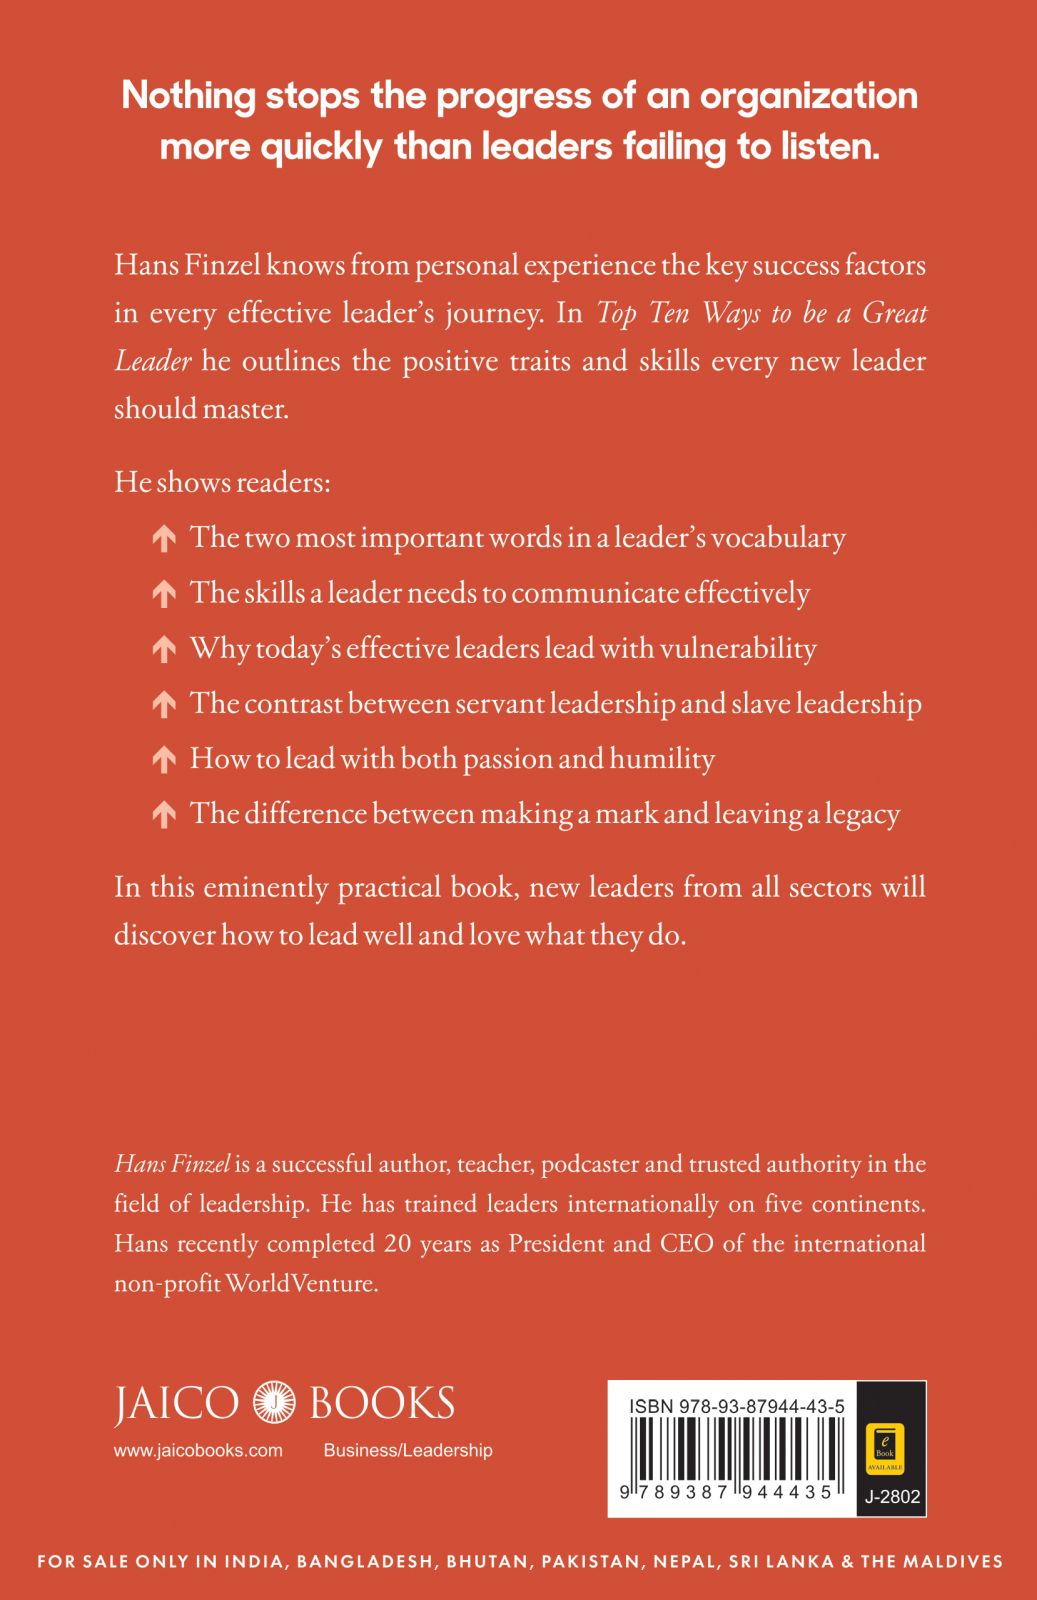 Nothing stops the progress of an organization
more quickly than leaders failing to listen.
Hans Finzel knows from personal experience the key success factors
in every effective leader’s journey. In Top Ten Ways to be a Great
Leader he outlines the positive traits and skills every new leader
should master.
He shows readers:
The two most important words in a leader’s vocabulary
The skills a leader needs to communicate effectively
Why today’s effective leaders lead with vulnerability
The contrast between servant leadership and slave leadership
How to lead with both passion and humility
The difference between making a mark and leaving a legacy
In this eminently practical book, new leaders from all sectors will
discover how to lead well and love what they do.
Hans Finzel is a successful author, teacher, podcaster and trusted authority in the
field of leadership. He has trained leaders internationally on five continents.
Hans recently completed 20 years as President and CEO of the international
non-profit WorldVenture.
JAICO J BOOKS
www.jaicobooks.com Business/Leadership
ISBN 978-93-87944-43-5
9 789387 944435
e
Book
AVAILABLE
J-2802
FOR SALE ONLY IN INDIA, BANGLADESH, BHUTAN, PAKISTAN, NEPAL, SRI LANKA & THE MALDIVES